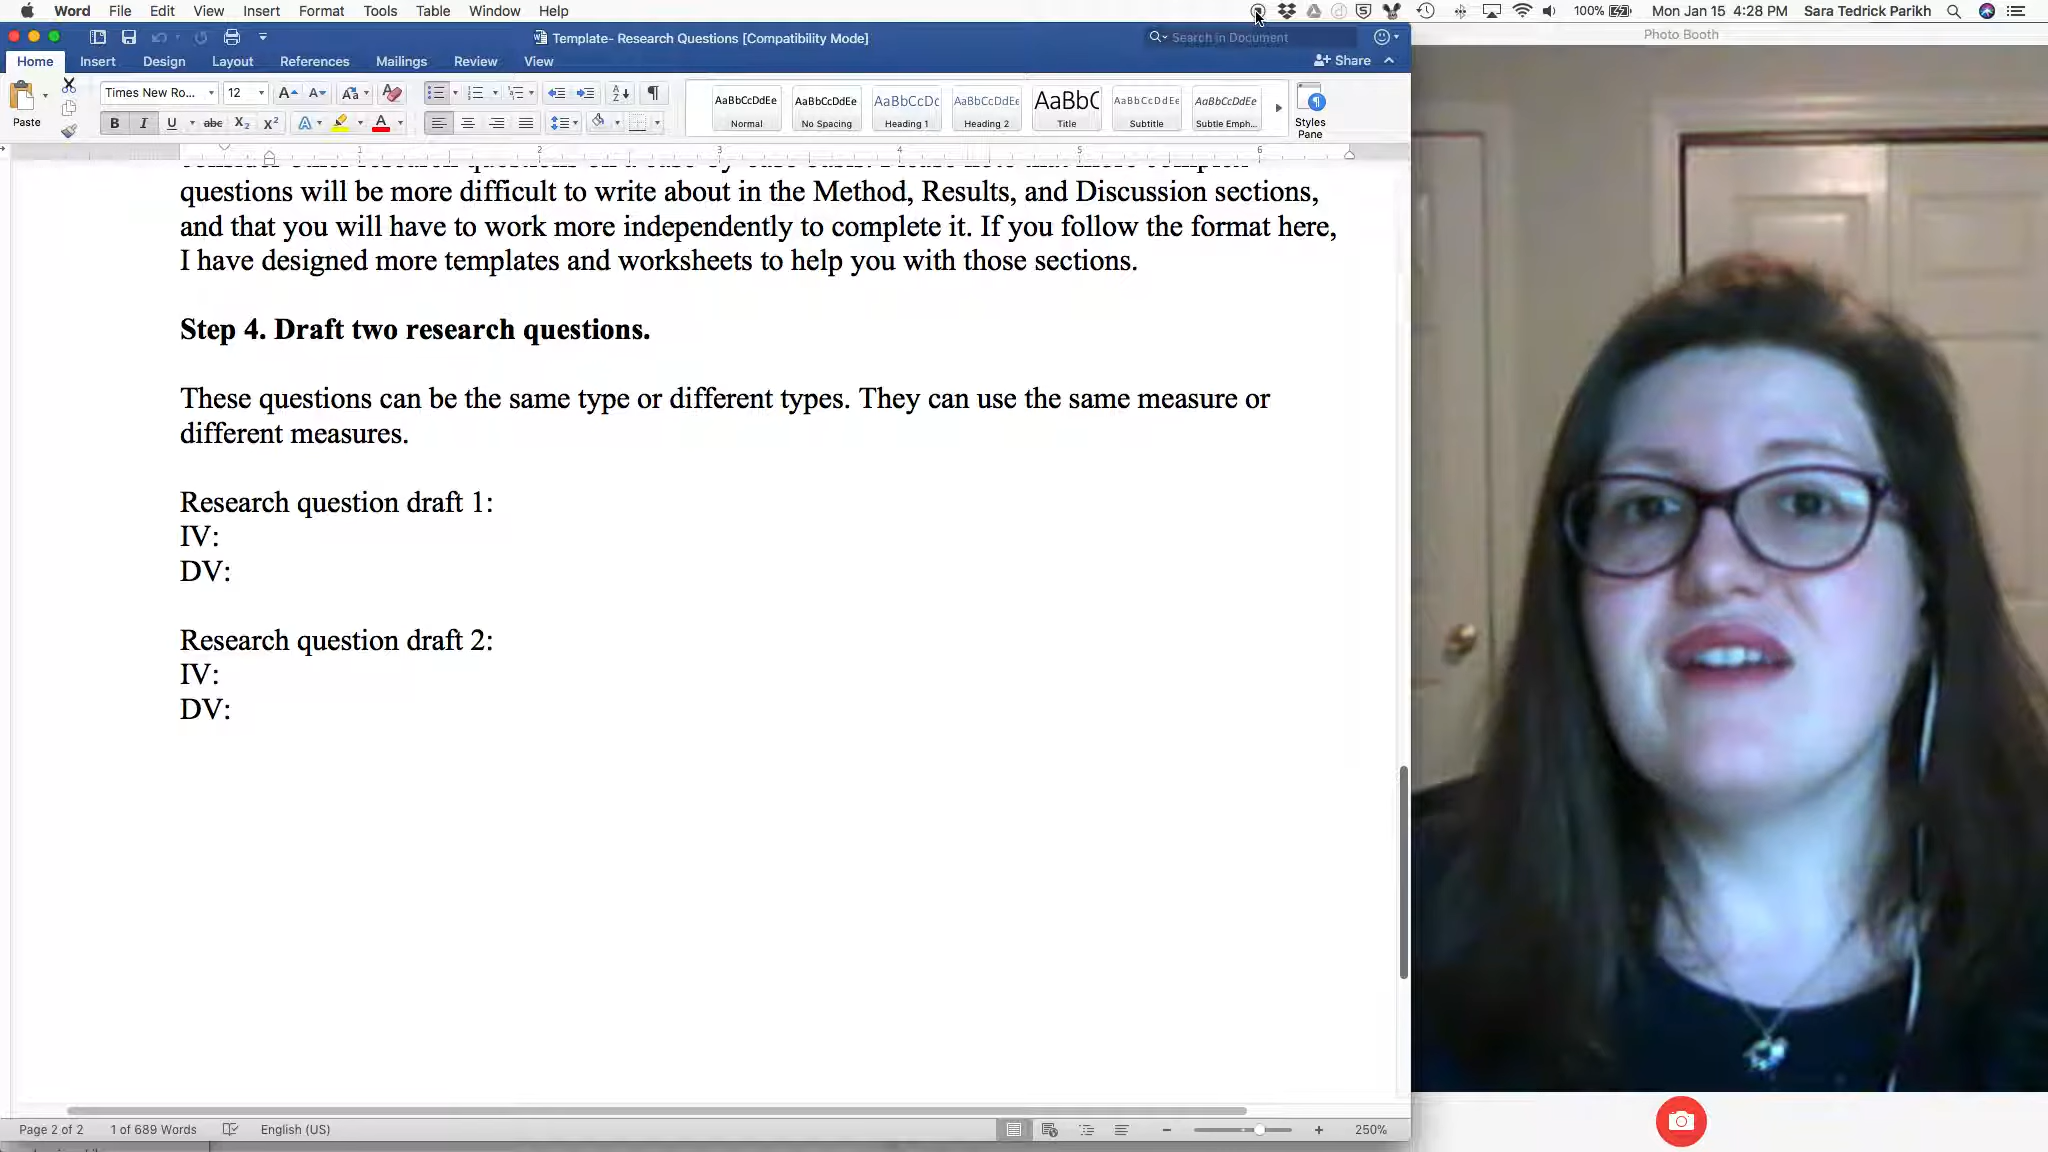 Word File Edit View Insert Format Tools Table Window Help 100% Mon Jan 15 4:28 PM Sara Tedrick Parikh
Template- Research Questions [Compatibility Mode] Search in Document
Photo Booth
Home Insert Design Layout References Mailings Review View Share
Paste Times New Ro... 12 AaBbCcDdEe AaBbCcDdEe AaBbCcDc AaBbCcDdEe AaBbC AaBbCcDdEe AaBbCcDdEe
Normal No Spacing Heading 1 Heading 2 Title Subtitle Subtle Emph... Styles Pane
1 2 3 4 5 6
questions will be more difficult to write about in the Method, Results, and Discussion sections,
and that you will have to work more independently to complete it. If you follow the format here,
I have designed more templates and worksheets to help you with those sections.
Step 4. Draft two research questions.
These questions can be the same type or different types. They can use the same measure or
different measures.
Research question draft 1:
IV:
DV:
Research question draft 2:
IV:
DV:
Page 2 of 2 1 of 689 Words English (US) 250%